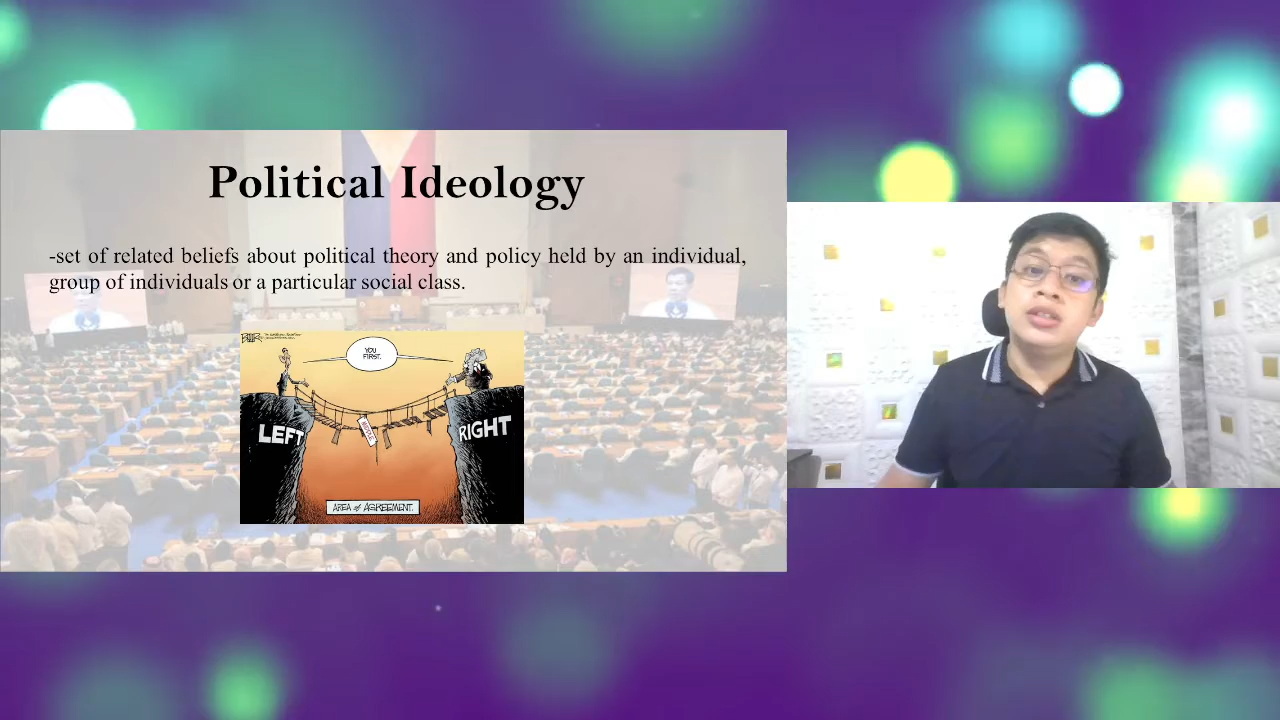 Political Ideology
-set of related beliefs about political theory and policy held by an individual,
group of individuals or a particular social class.
YOU
FIRST.
LEFT
RIGHT
AREA of AGREEMENT.